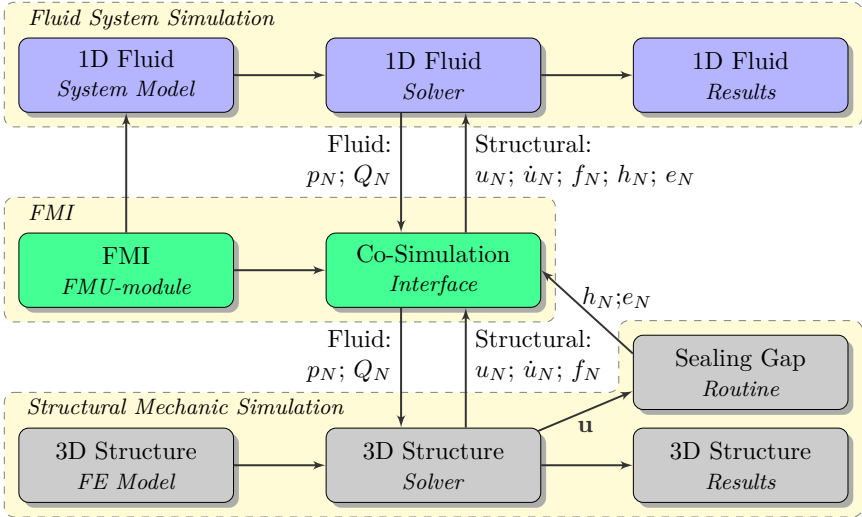 Fluid System Simulation
1D Fluid
System Model
1D Fluid
Solver
1D Fluid
Results
Fluid:
p_N; Q_N
Structural:
u_N; u̇_N; f_N; h_N; e_N
FMI
FMI
FMU-module
Co-Simulation
Interface
h_N;e_N
Fluid:
p_N; Q_N
Structural:
u_N; u̇_N; f_N
Sealing Gap
Routine
Structural Mechanic Simulation
u
3D Structure
FE Model
3D Structure
Solver
3D Structure
Results